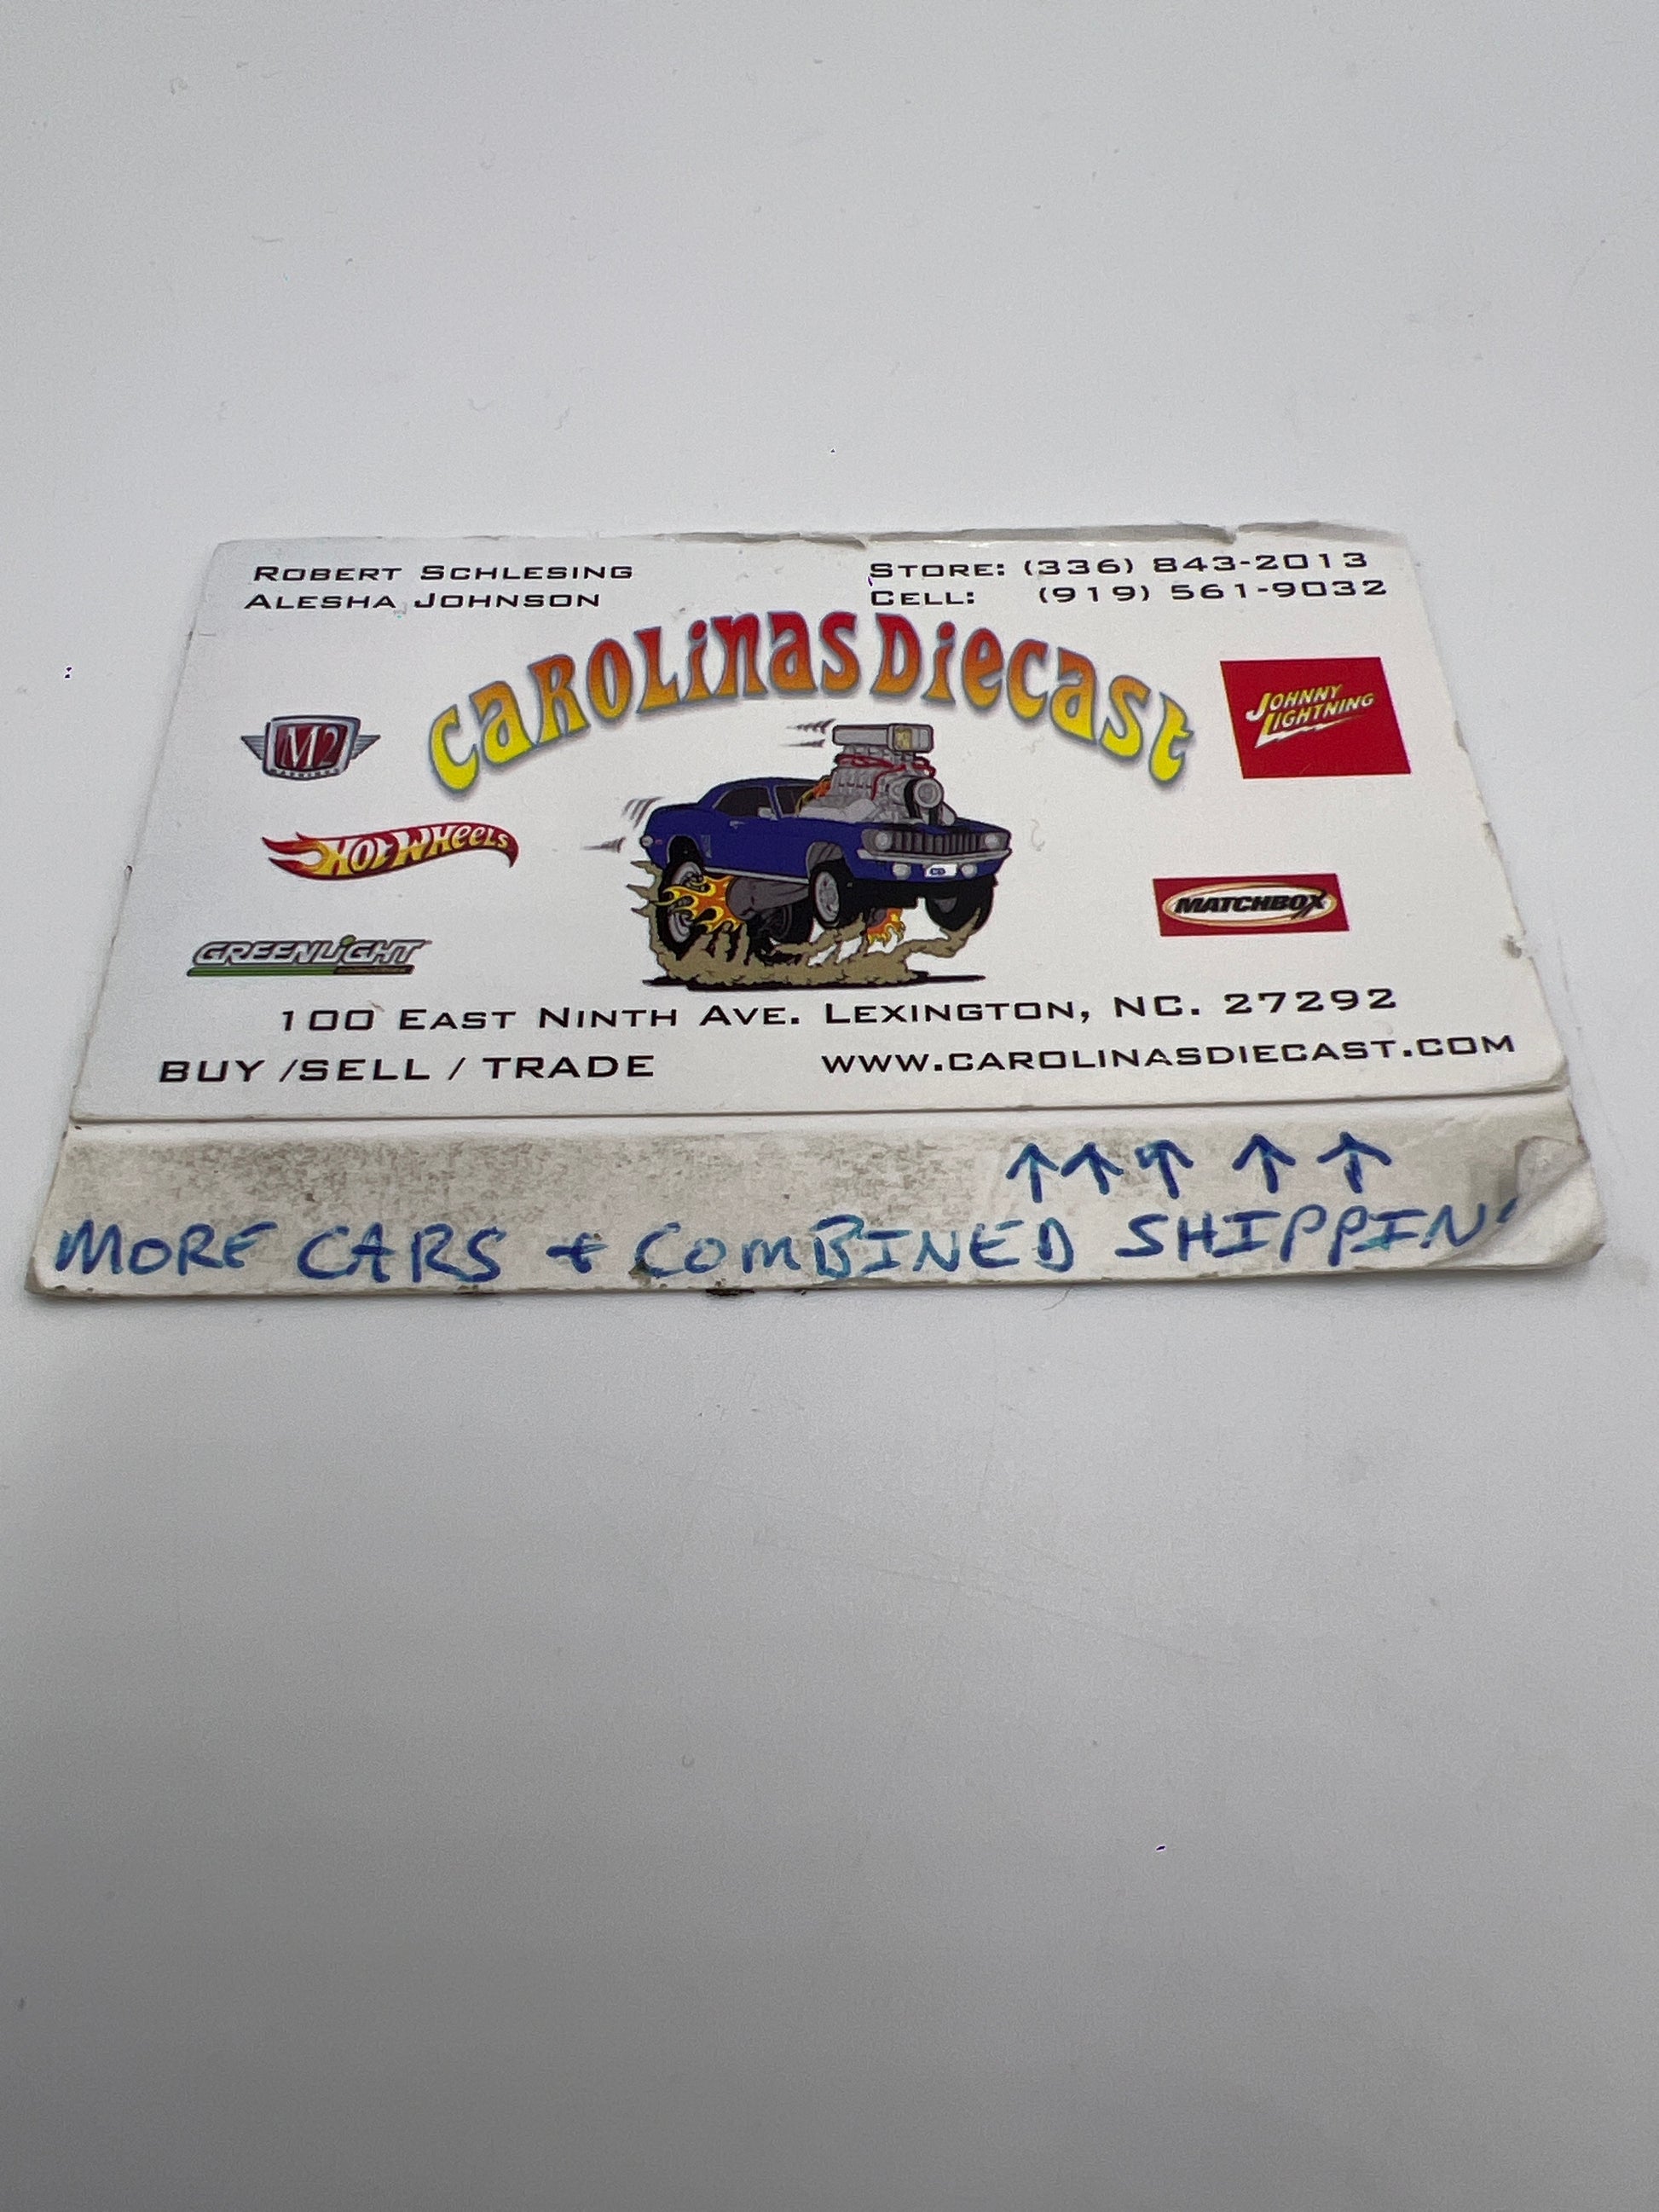 ROBERT SCHLESING
ALESHA JOHNSON
STORE: (336) 843-2013
CELL: (919) 561-9032
CAROLINAS DIECAST
M2
JOHNNY
LIGHTNING
HOT WHEELS
MATCHBOX
GREENLIGHT
100 EAST NINTH AVE. LEXINGTON, NC. 27292
BUY /SELL / TRADE
WWW.CAROLINASDIECAST.COM
↑↑↑↑↑
MORE CARS + COMBINED SHIPPIN